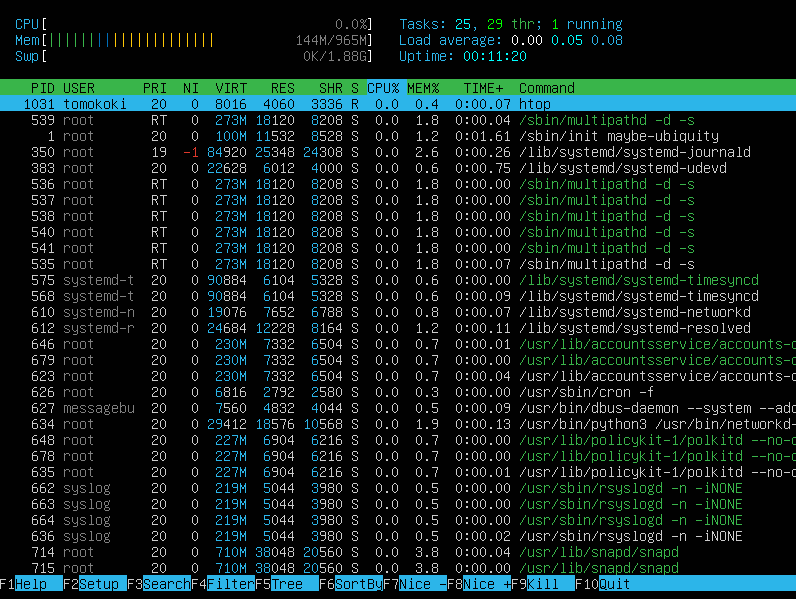 CPU[ 0.0%] Tasks: 25, 29 thr; 1 running
Mem[|||||||||||||||||||||| 144M/965M] Load average: 0.00 0.05 0.08
Swp[ 0K/1.88G] Uptime: 00:11:20
PID USER PRI NI VIRT RES SHR S CPU% MEM% TIME+ Command
1031 tomokoki 20 0 8016 4060 3336 R 0.0 0.4 0:00.07 htop
539 root RT 0 273M 18120 8208 S 0.0 1.8 0:00.04 /sbin/multipathd -d -s
1 root 20 0 100M 11532 8528 S 0.0 1.2 0:01.61 /sbin/init maybe-ubiquity
350 root 19 -1 84920 25348 24308 S 0.0 2.6 0:00.26 /lib/systemd/systemd-journald
383 root 20 0 22628 6012 4000 S 0.0 0.6 0:00.75 /lib/systemd/systemd-udevd
536 root RT 0 273M 18120 8208 S 0.0 1.8 0:00.00 /sbin/multipathd -d -s
537 root RT 0 273M 18120 8208 S 0.0 1.8 0:00.00 /sbin/multipathd -d -s
538 root RT 0 273M 18120 8208 S 0.0 1.8 0:00.00 /sbin/multipathd -d -s
540 root RT 0 273M 18120 8208 S 0.0 1.8 0:00.00 /sbin/multipathd -d -s
541 root RT 0 273M 18120 8208 S 0.0 1.8 0:00.00 /sbin/multipathd -d -s
535 root RT 0 273M 18120 8208 S 0.0 1.8 0:00.07 /sbin/multipathd -d -s
575 systemd-t 20 0 90884 6104 5328 S 0.0 0.6 0:00.00 /lib/systemd/systemd-timesyncd
568 systemd-t 20 0 90884 6104 5328 S 0.0 0.6 0:00.09 /lib/systemd/systemd-timesyncd
610 systemd-n 20 0 19076 7652 6788 S 0.0 0.8 0:00.07 /lib/systemd/systemd-networkd
612 systemd-r 20 0 24684 12228 8164 S 0.0 1.2 0:00.11 /lib/systemd/systemd-resolved
646 root 20 0 230M 7332 6504 S 0.0 0.7 0:00.01 /usr/lib/accountsservice/accounts-d
679 root 20 0 230M 7332 6504 S 0.0 0.7 0:00.00 /usr/lib/accountsservice/accounts-d
623 root 20 0 230M 7332 6504 S 0.0 0.7 0:00.04 /usr/lib/accountsservice/accounts-d
626 root 20 0 6816 2792 2580 S 0.0 0.3 0:00.00 /usr/sbin/cron -f
627 messagebu 20 0 7560 4832 4044 S 0.0 0.5 0:00.09 /usr/bin/dbus-daemon --system --add
634 root 20 0 29412 18576 10568 S 0.0 1.9 0:00.13 /usr/bin/python3 /usr/bin/networkd-
648 root 20 0 227M 6904 6216 S 0.0 0.7 0:00.00 /usr/lib/policykit-1/polkitd --no-d
678 root 20 0 227M 6904 6216 S 0.0 0.7 0:00.00 /usr/lib/policykit-1/polkitd --no-d
635 root 20 0 227M 6904 6216 S 0.0 0.7 0:00.01 /usr/lib/policykit-1/polkitd --no-d
662 syslog 20 0 219M 5044 3980 S 0.0 0.5 0:00.00 /usr/sbin/rsyslogd -n -iNONE
663 syslog 20 0 219M 5044 3980 S 0.0 0.5 0:00.00 /usr/sbin/rsyslogd -n -iNONE
664 syslog 20 0 219M 5044 3980 S 0.0 0.5 0:00.00 /usr/sbin/rsyslogd -n -iNONE
636 syslog 20 0 219M 5044 3980 S 0.0 0.5 0:00.02 /usr/sbin/rsyslogd -n -iNONE
714 root 20 0 710M 38048 20560 S 0.0 3.8 0:00.04 /usr/lib/snapd/snapd
715 root 20 0 710M 38048 20560 S 0.0 3.8 0:00.00 /usr/lib/snapd/snapd
F1Help F2Setup F3SearchF4FilterF5Tree F6SortByF7Nice -F8Nice +F9Kill F10Quit